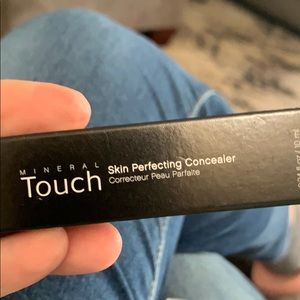 MINERAL
Touch
Skin Perfecting Concealer
Correcteur Peau Parfaite